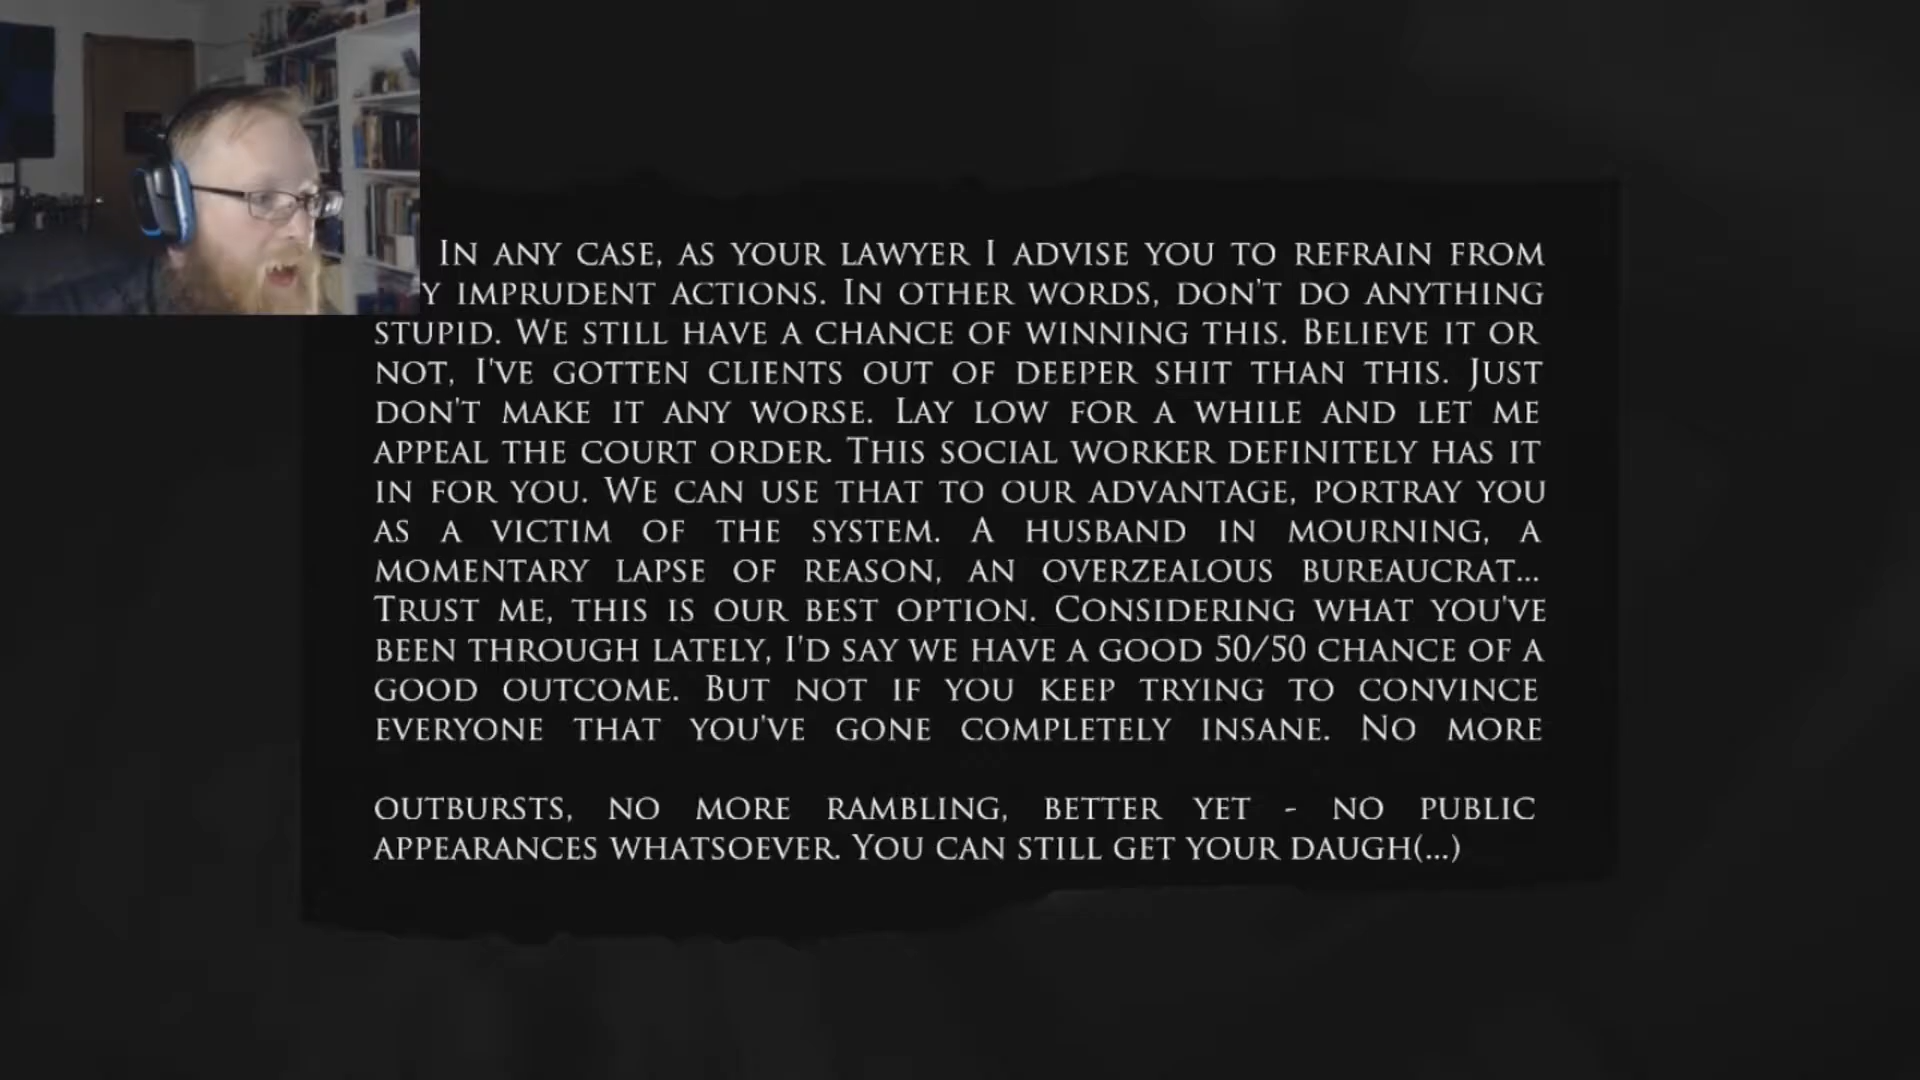 In any case, as your lawyer I advise you to refrain from
y imprudent actions. In other words, don't do anything
stupid. We still have a chance of winning this. Believe it or
not, I've gotten clients out of deeper shit than this. Just
don't make it any worse. Lay low for a while and let me
appeal the court order. This social worker definitely has it
in for you. We can use that to our advantage, portray you
as a victim of the system. A husband in mourning, a
momentary lapse of reason, an overzealous bureaucrat...
Trust me, this is our best option. Considering what you've
been through lately, I'd say we have a good 50/50 chance of a
good outcome. But not if you keep trying to convince
everyone that you've gone completely insane. No more
outbursts, no more rambling, better yet - no public
appearances whatsoever. You can still get your daugh(...)